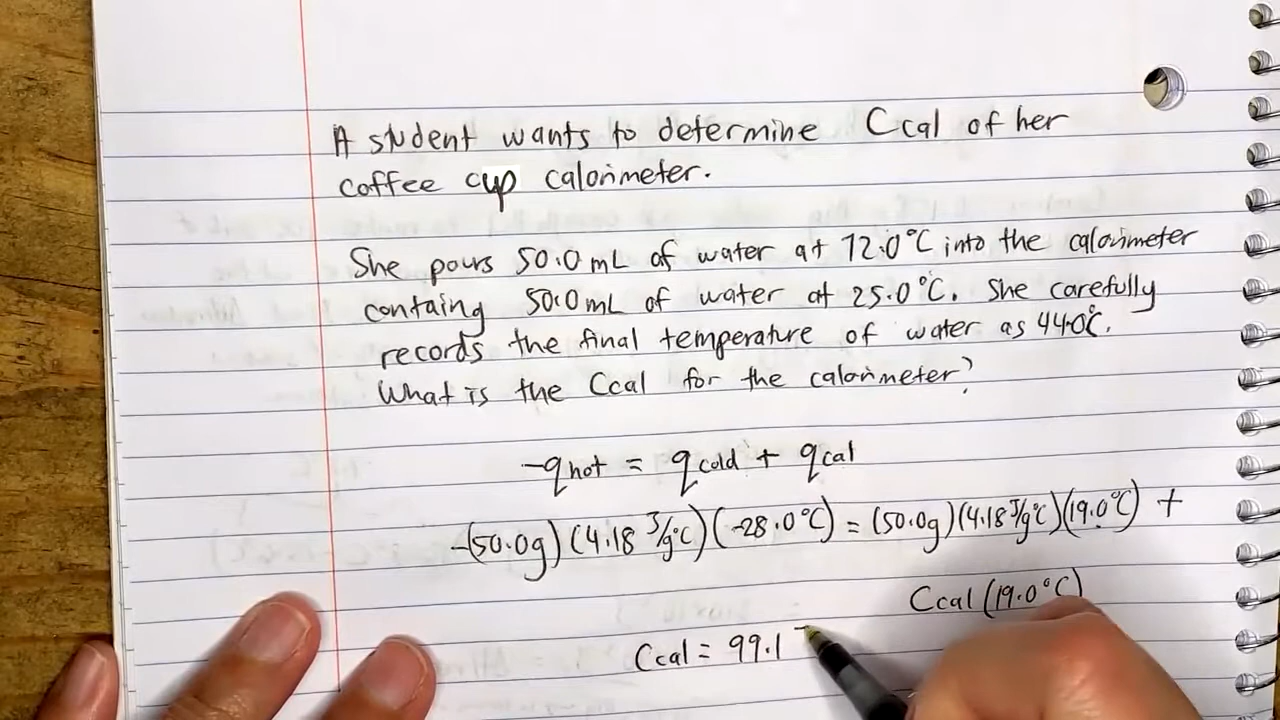 A student wants to determine Ccal of her
coffee cup calorimeter.
She pours 50.0 mL of water at 72.0°C into the calorimeter
containg 50.0 mL of water at 25.0°C. She carefully
records the final temperature of water as 44.0°C.
What is the Ccal for the calorimeter?
-qhot = qcold + qcal
-(50.0g)(4.18 J/g°C)(-28.0°C) = (50.0g)(4.18 J/g°C)(19.0°C) +
Ccal (19.0°C)
Ccal = 99.1